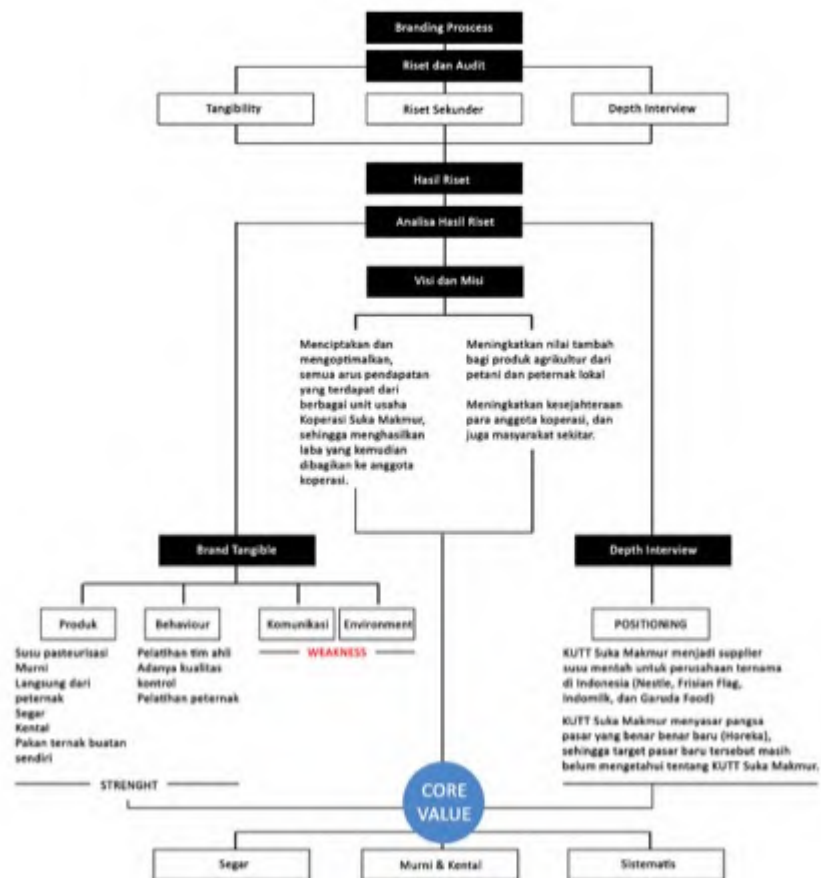 Branding Proscess
Riset dan Audit
Tangibility
Riset Sekunder
Depth Interview
Hasil Riset
Analisa Hasil Riset
Visi dan Misi
Menciptakan dan
mengoptimalkan,
semua arus pendapatan
yang terdapat dari
berbagai unit usaha
Koperasi Suka Makmur,
sehingga menghasilkan
laba yang kemudian
dibagikan ke anggota
koperasi.
Meningkatkan nilai tambah
bagi produk agrikultur dari
petani dan peternak lokal
Meningkatkan kesejahteraan
para anggota koperasi, dan
juga masyarakat sekitar.
Brand Tangible
Depth Interview
Produk
Behaviour
Komunikasi
Environment
Susu pasteurisasi
Murni
Langsung dari
peternak
Segar
Kental
Pakan ternak buatan
sendiri
Pelatihan tim ahli
Adanya kualitas
kontrol
Pelatihan peternak
WEAKNESS
STRENGHT
POSITIONING
KUTT Suka Makmur menjadi supplier
susu mentah untuk perusahaan ternama
di Indonesia (Nestle, Frisian Flag,
Indomilk, dan Garuda Food)
KUTT Suka Makmur menyasar pangsa
pasar yang benar benar baru (Horeka),
sehingga target pasar baru tersebut masih
belum mengetahui tentang KUTT Suka Makmur.
CORE
VALUE
Segar
Murni & Kental
Sistematis